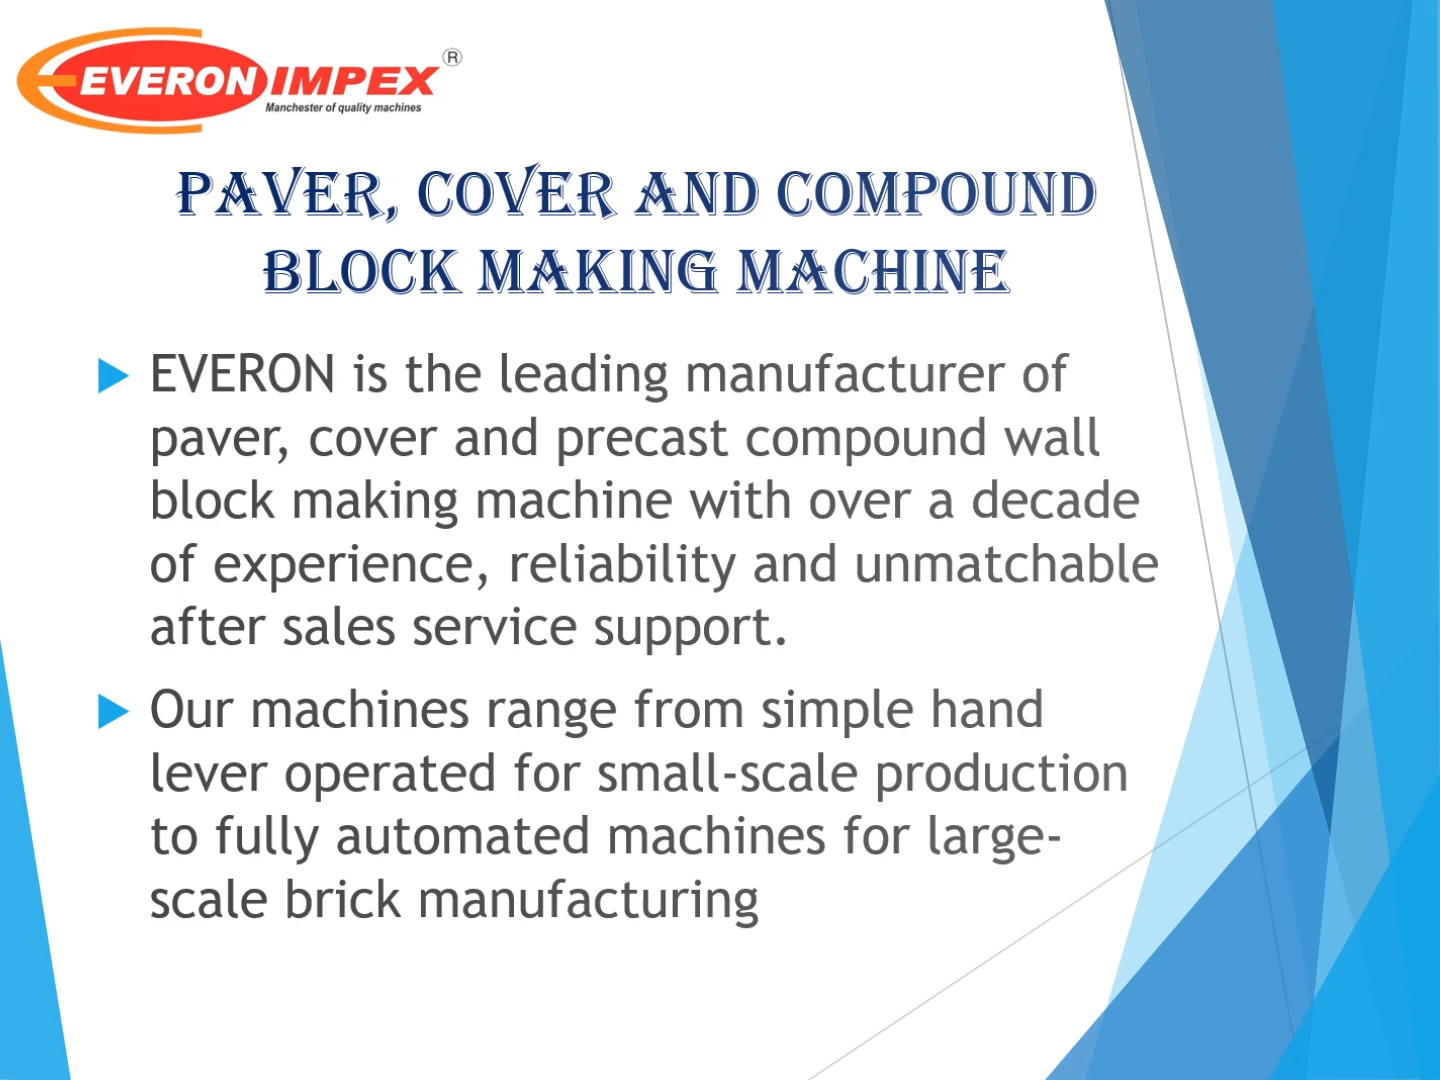 EVERON IMPEX ®
Manchester of quality machines
PAVER, COVER AND COMPOUND
BLOCK MAKING MACHINE
EVERON is the leading manufacturer of
paver, cover and precast compound wall
block making machine with over a decade
of experience, reliability and unmatchable
after sales service support.
Our machines range from simple hand
lever operated for small-scale production
to fully automated machines for large-
scale brick manufacturing